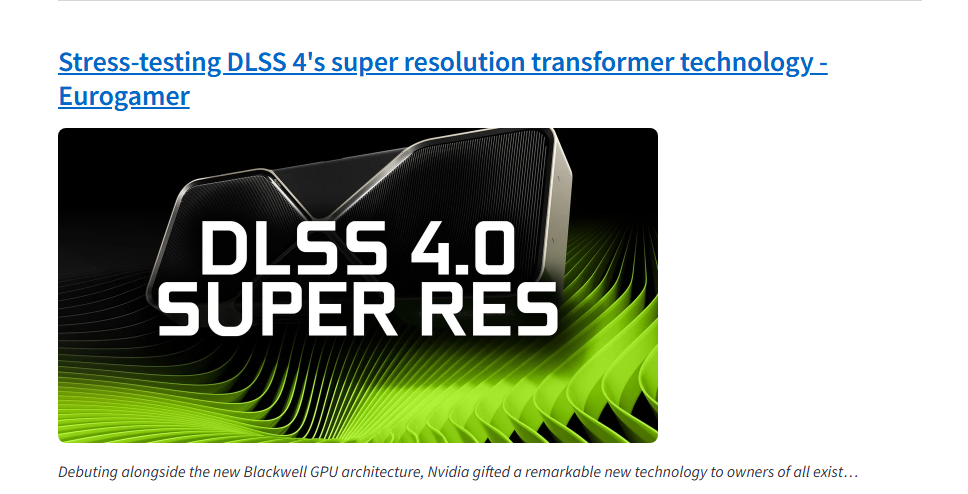 Stress-testing DLSS 4's super resolution transformer technology -
Eurogamer
DLSS 4.0
SUPER RES
Debuting alongside the new Blackwell GPU architecture, Nvidia gifted a remarkable new technology to owners of all exist…